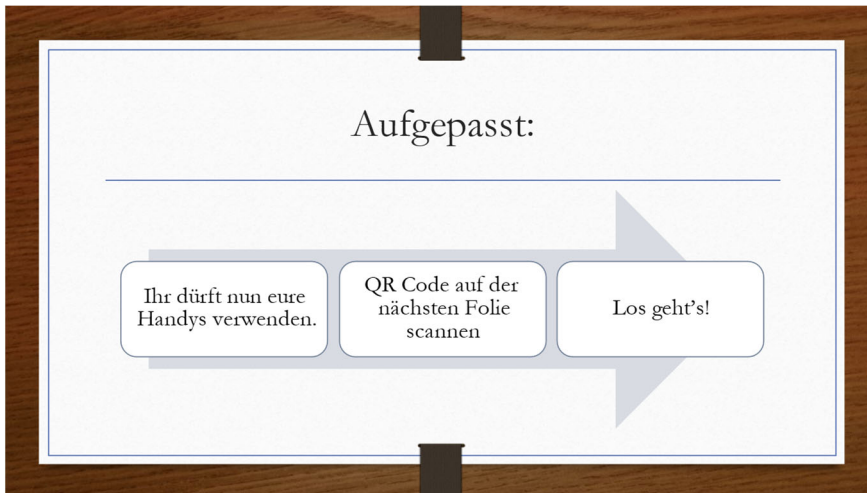 Aufgepasst:
Ihr dürft nun eure
Handys verwenden.
QR Code auf der
nächsten Folie
scannen
Los geht’s!